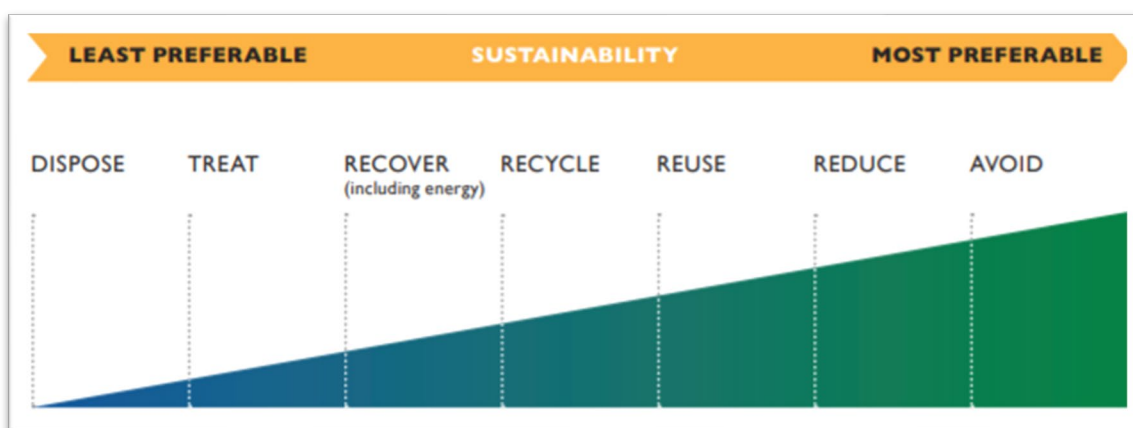 LEAST PREFERABLE SUSTAINABILITY MOST PREFERABLE
DISPOSE TREAT RECOVER RECYCLE REUSE REDUCE AVOID
(including energy)